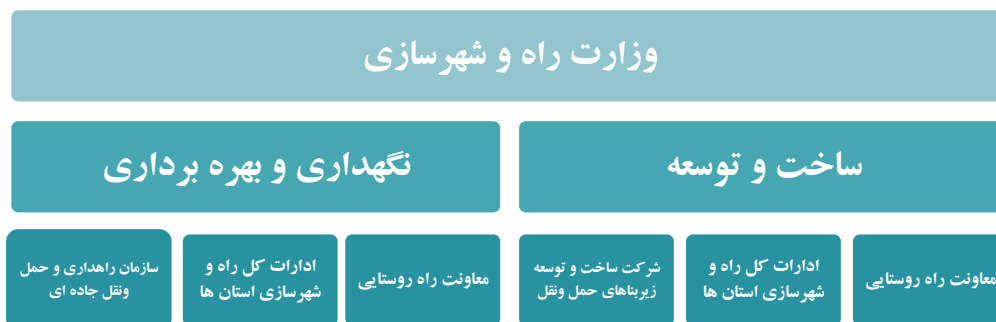 وزارت راه و شهرسازی
ساخت و توسعه
نگهداری و بهره برداری
معاونت راه روستایی
ادارات کل راه و
شهرسازی استان ها
شرکت ساخت و توسعه
زیربناهای حمل ونقل
معاونت راه روستایی
ادارات کل راه و
شهرسازی استان ها
سازمان راهداری و حمل
ونقل جاده ای